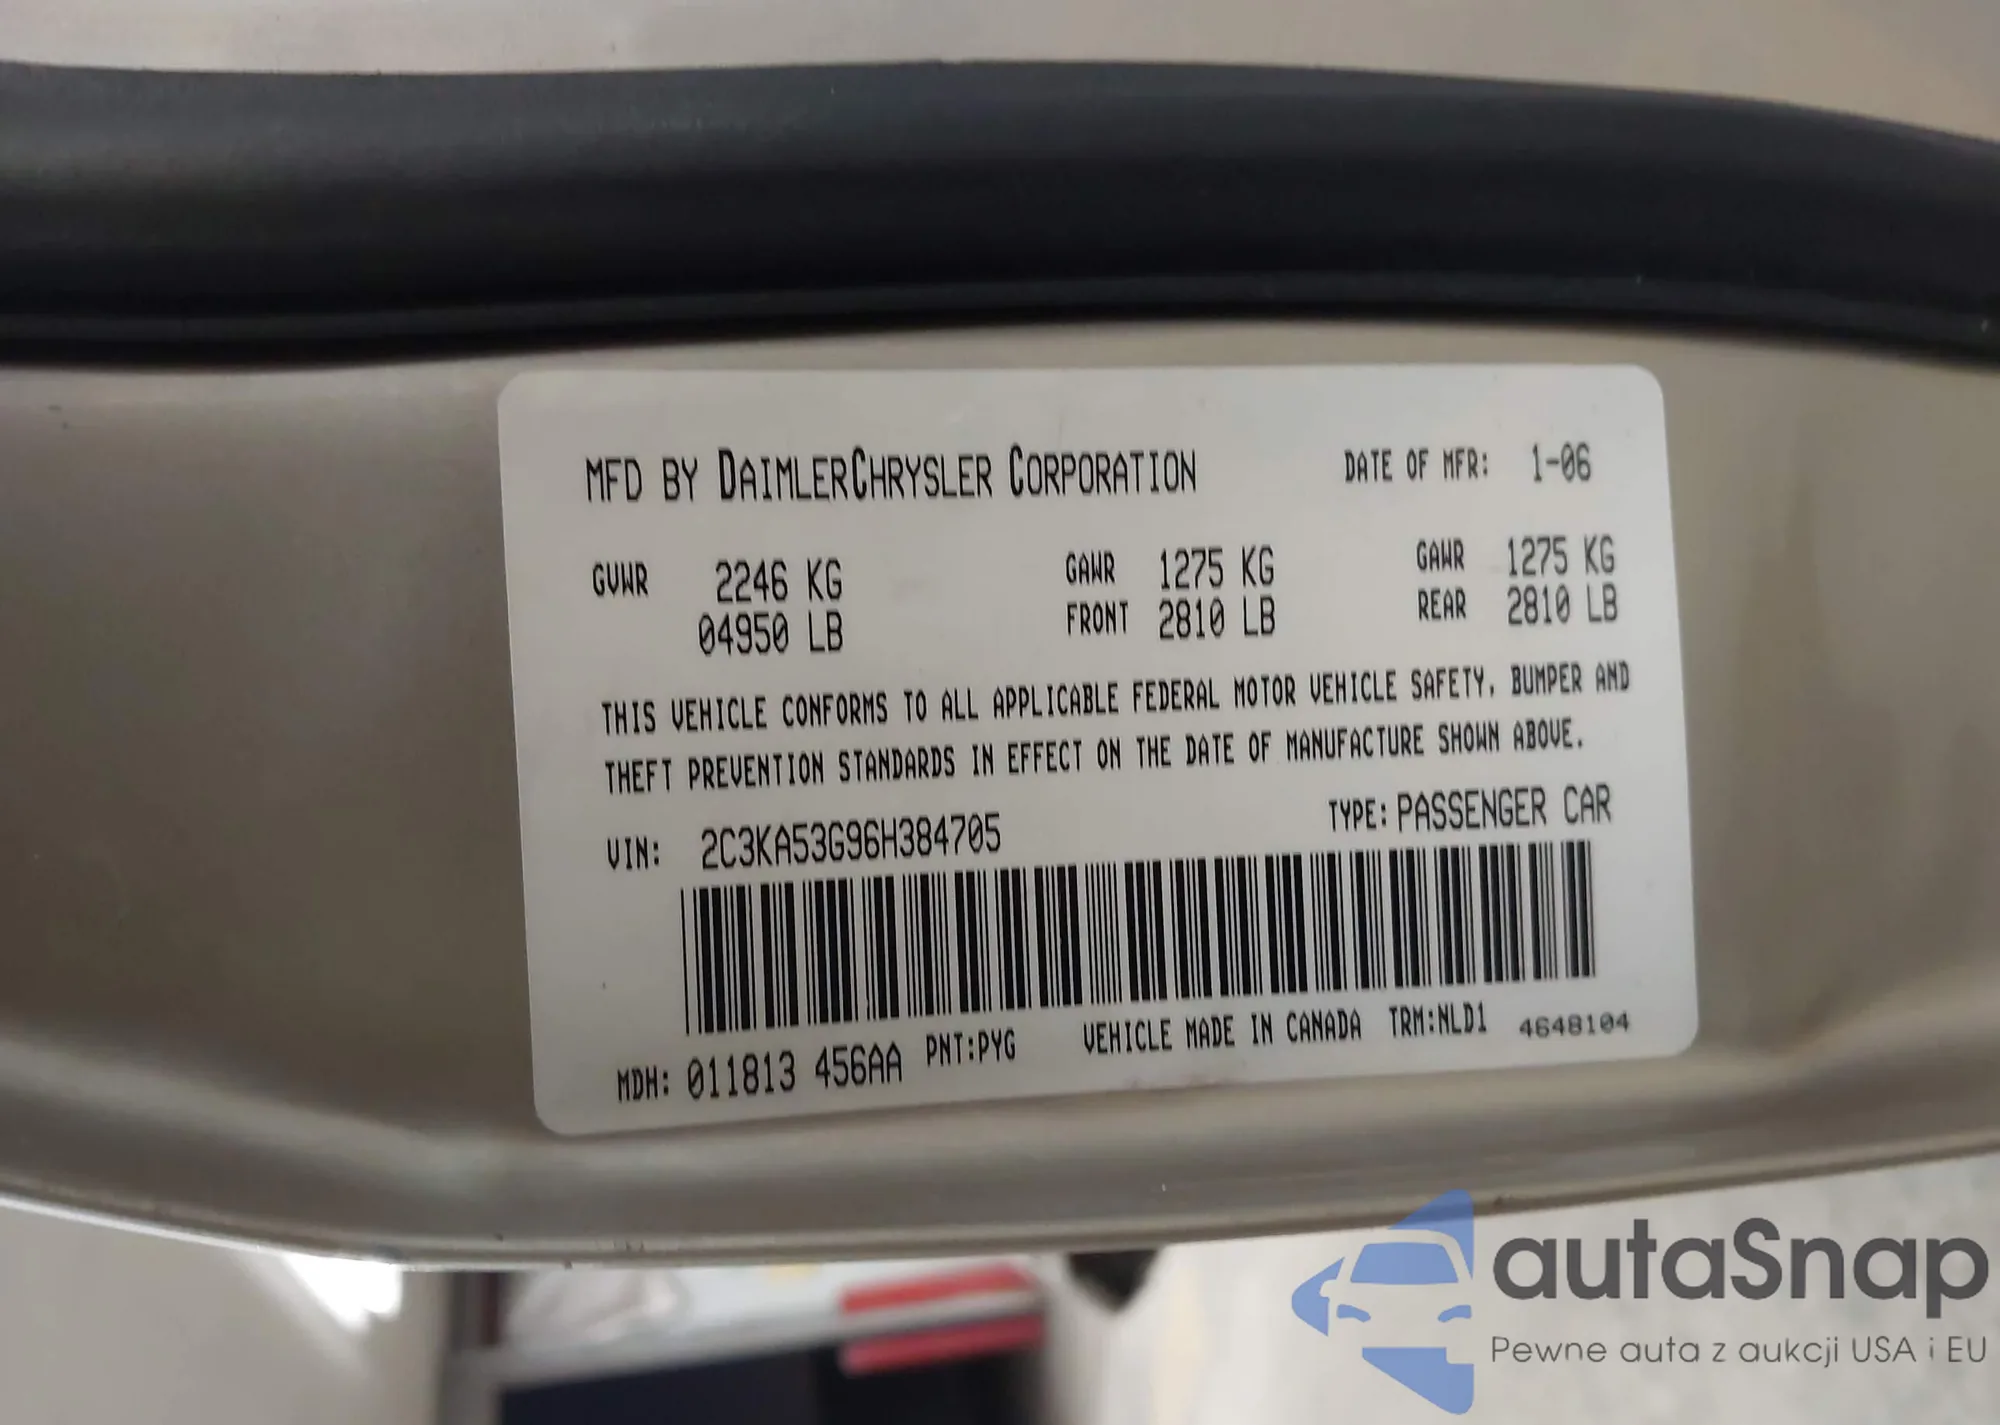 MFD BY DAIMLERCHRYSLER CORPORATION DATE OF MFR: 1-06
GVWR 2246 KG GAWR 1275 KG GAWR 1275 KG
04950 LB FRONT 2810 LB REAR 2810 LB
THIS VEHICLE CONFORMS TO ALL APPLICABLE FEDERAL MOTOR VEHICLE SAFETY, BUMPER AND
THEFT PREVENTION STANDARDS IN EFFECT ON THE DATE OF MANUFACTURE SHOWN ABOVE.
VIN: 2C3KA53G96H384705 TYPE: PASSENGER CAR
MDH: 011813 456AA PNT:PYG VEHICLE MADE IN CANADA TRM:NLD1 4648104
autaSnap
Pewne auta z aukcji USA i EU